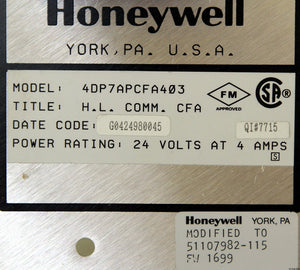 Honeywell
YORK, PA. U.S.A.
MODEL: 4DP7APCFA403
TITLE: H.L. COMM. CFA
FM
APPROVED
SA
DATE CODE: G0424980045
QI#7715
POWER RATING: 24 VOLTS AT 4 AMPS
S
Honeywell YORK, PA
MODIFIED TO
51107982-115
FW 1699